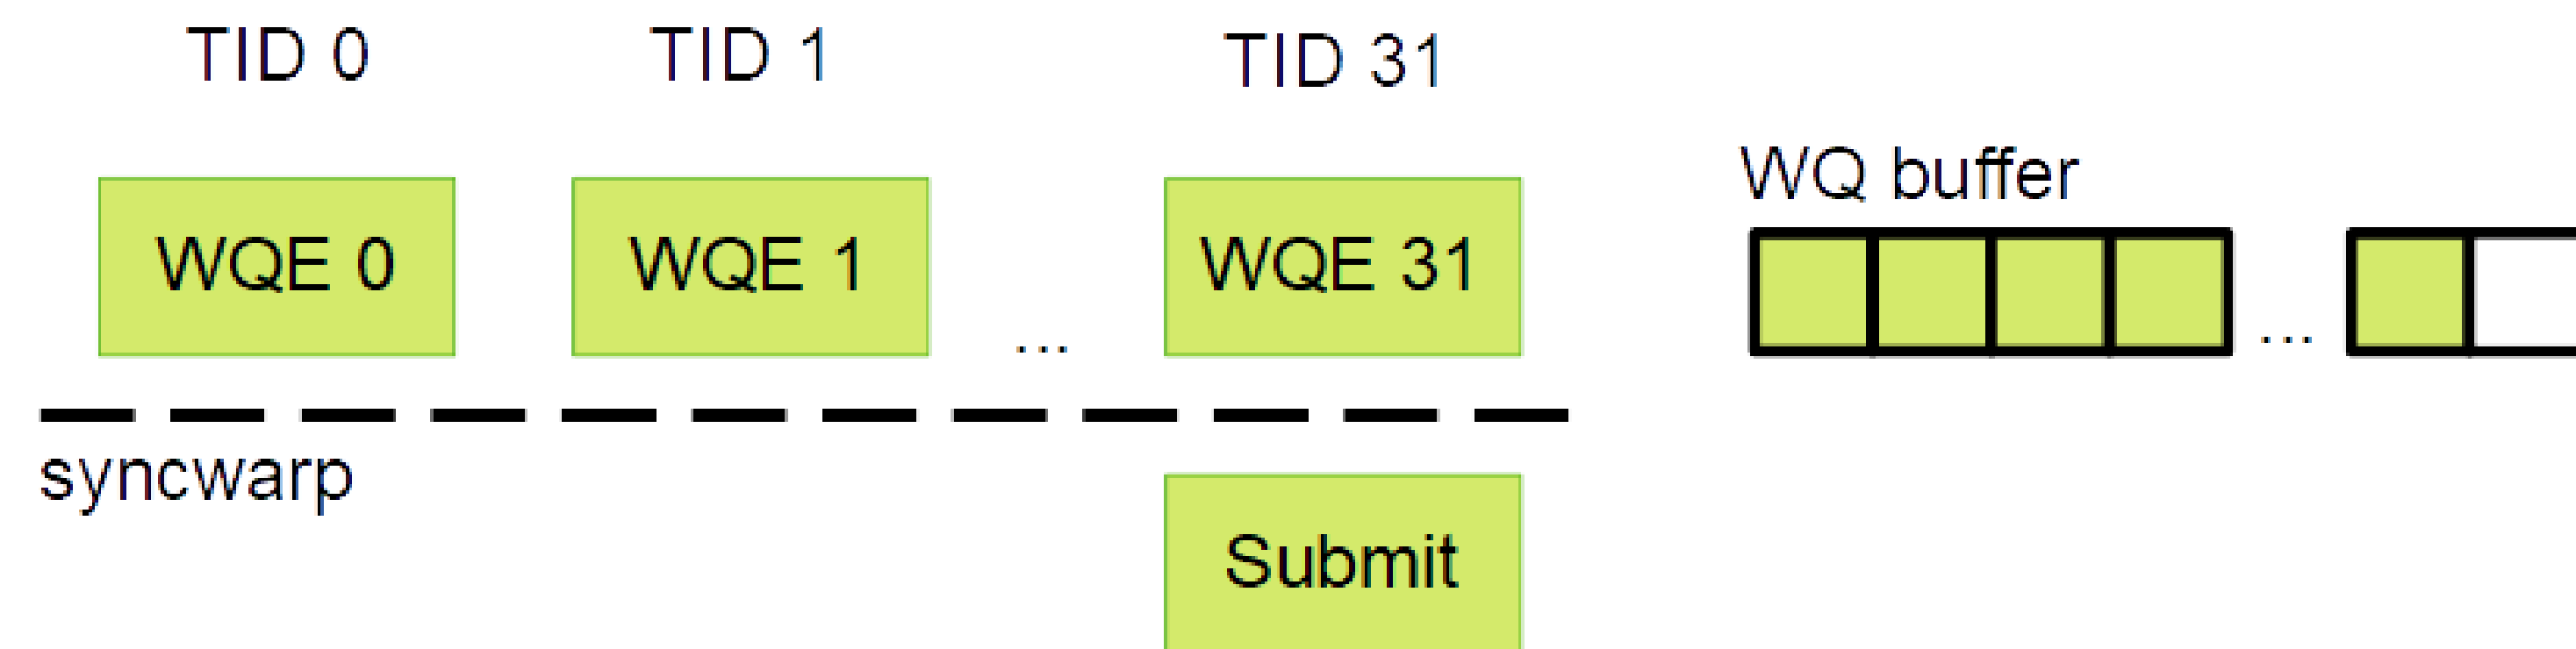 TID 0
TID 1
TID 31
WQE 0
WQE 1
...
WQE 31
syncwarp
Submit
WQ buffer
...